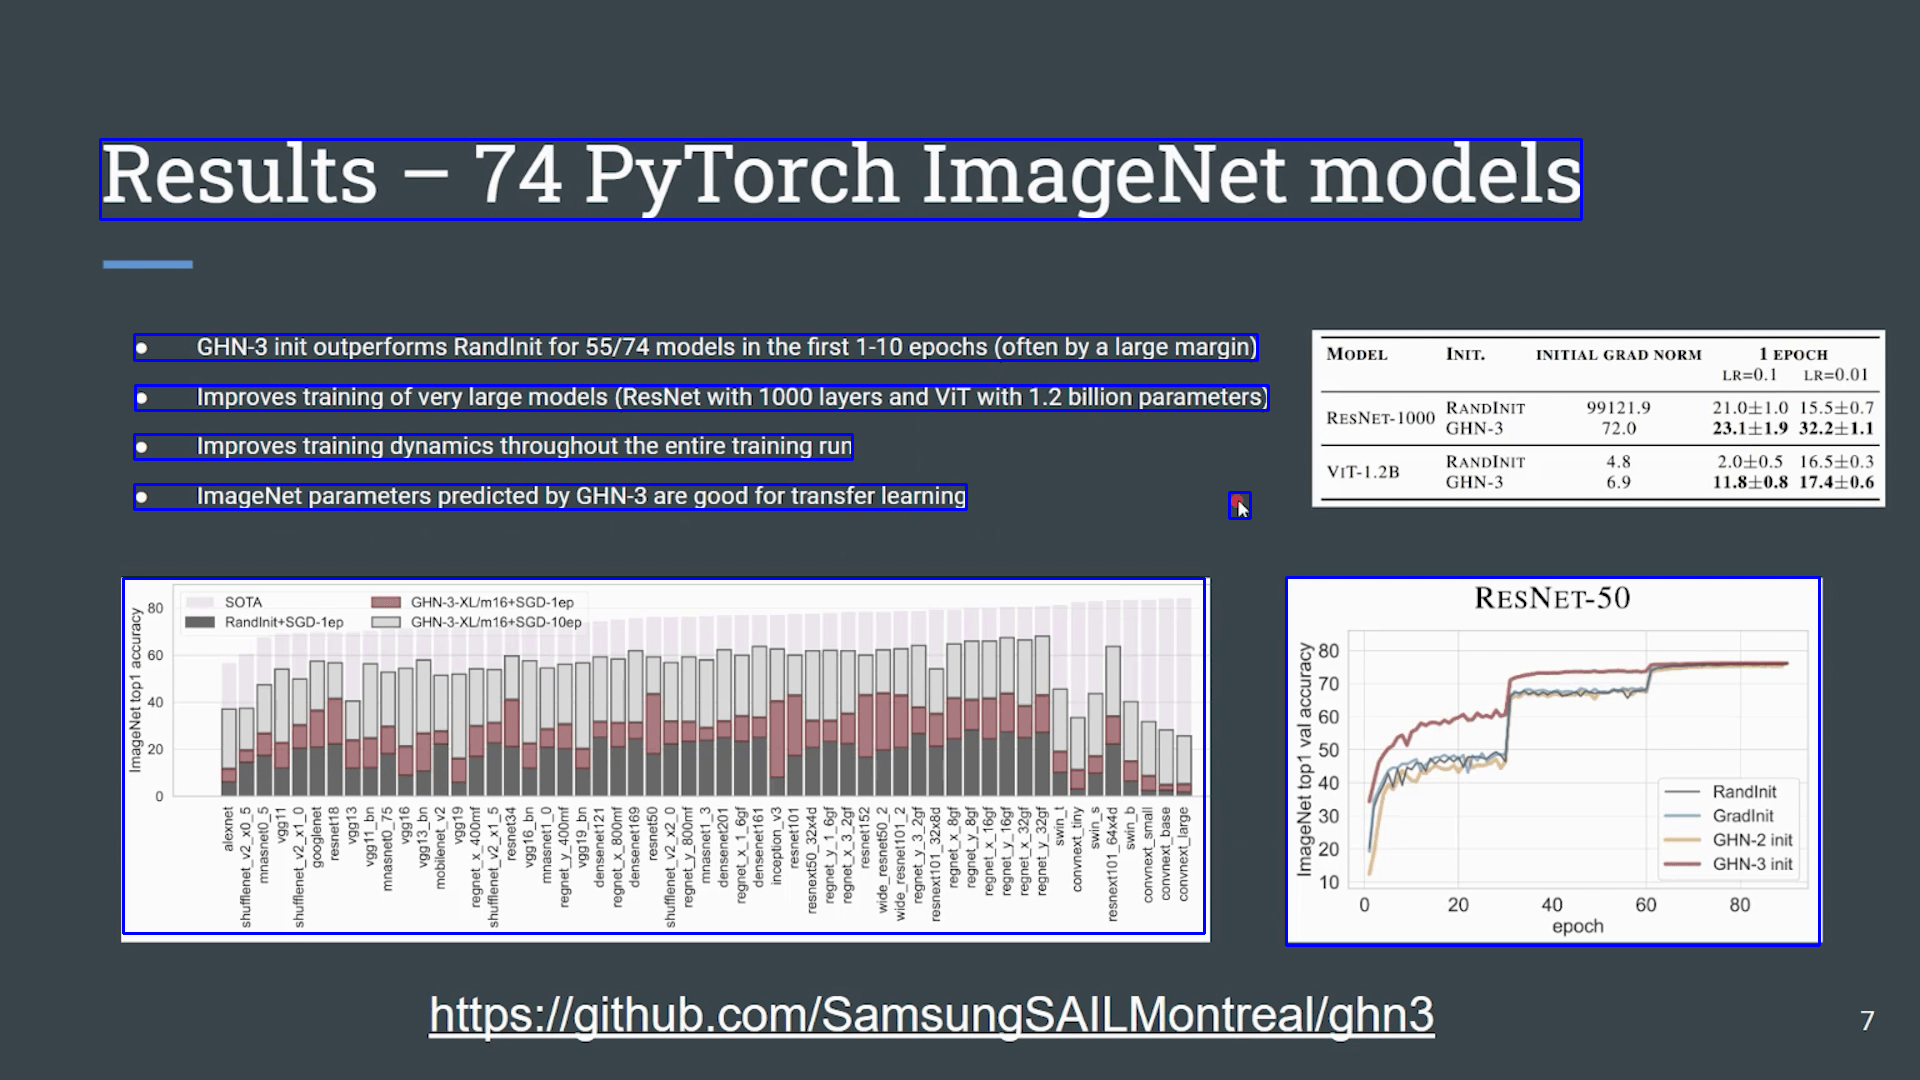 Results – 74 PyTorch ImageNet models
● GHN-3 init outperforms RandInit for 55/74 models in the first 1-10 epochs (often by a large margin)
● Improves training of very large models (ResNet with 1000 layers and ViT with 1.2 billion parameters)
● Improves training dynamics throughout the entire training run
● ImageNet parameters predicted by GHN-3 are good for transfer learning
MODEL INIT. INITIAL GRAD NORM 1 EPOCH
LR=0.1 LR=0.01
RESNET-1000 RANDINIT 99121.9 21.0±1.0 15.5±0.7
GHN-3 72.0 23.1±1.9 32.2±1.1
VIT-1.2B RANDINIT 4.8 2.0±0.5 16.5±0.3
GHN-3 6.9 11.8±0.8 17.4±0.6
ImageNet top1 accuracy
80
60
40
20
0
SOTA GHN-3-XL/m16+SGD-1ep
RandInit+SGD-1ep GHN-3-XL/m16+SGD-10ep
alexnet
shufflenet_v2_x0_5
mnasnet0_5
vgg11
shufflenet_v2_x1_0
googlenet
resnet18
vgg13
vgg11_bn
mnasnet0_75
vgg16
vgg13_bn
mobilenet_v2
vgg19
regnet_x_400mf
shufflenet_v2_x1_5
resnet34
vgg16_bn
mnasnet1_0
regnet_y_400mf
vgg19_bn
densenet121
regnet_x_800mf
densenet169
resnet50
shufflenet_v2_x2_0
regnet_y_800mf
mnasnet1_3
densenet201
regnet_x_1_6gf
densenet161
inception_v3
resnet101
resnext50_32x4d
regnet_y_1_6gf
regnet_x_3_2gf
resnet152
wide_resnet50_2
wide_resnet101_2
regnet_y_3_2gf
resnext101_32x8d
regnet_x_8gf
regnet_y_8gf
regnet_x_16gf
regnet_y_16gf
regnet_x_32gf
regnet_y_32gf
swin_t
convnext_tiny
swin_s
resnext101_64x4d
swin_b
convnext_small
convnext_base
convnext_large
RESNET-50
ImageNet top1 val accuracy
80
70
60
50
40
30
20
10
RandInit
GradInit
GHN-2 init
GHN-3 init
0 20 40 60 80
epoch
https://github.com/SamsungSAILMontreal/ghn3
7